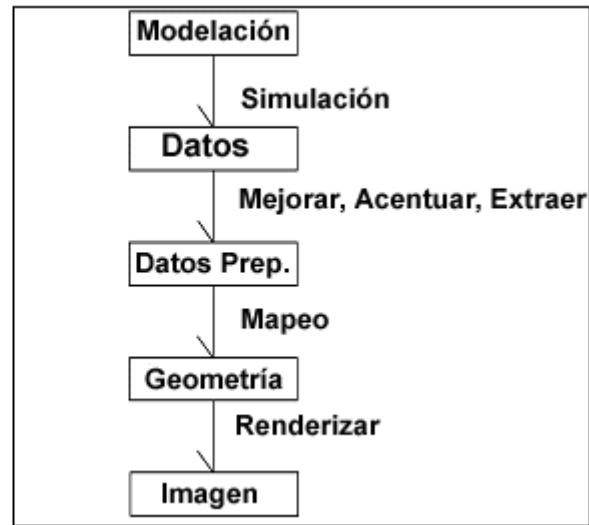 Modelación
Simulación
Datos
Mejorar, Acentuar, Extraer
Datos Prep.
Mapeo
Geometría
Renderizar
Imagen